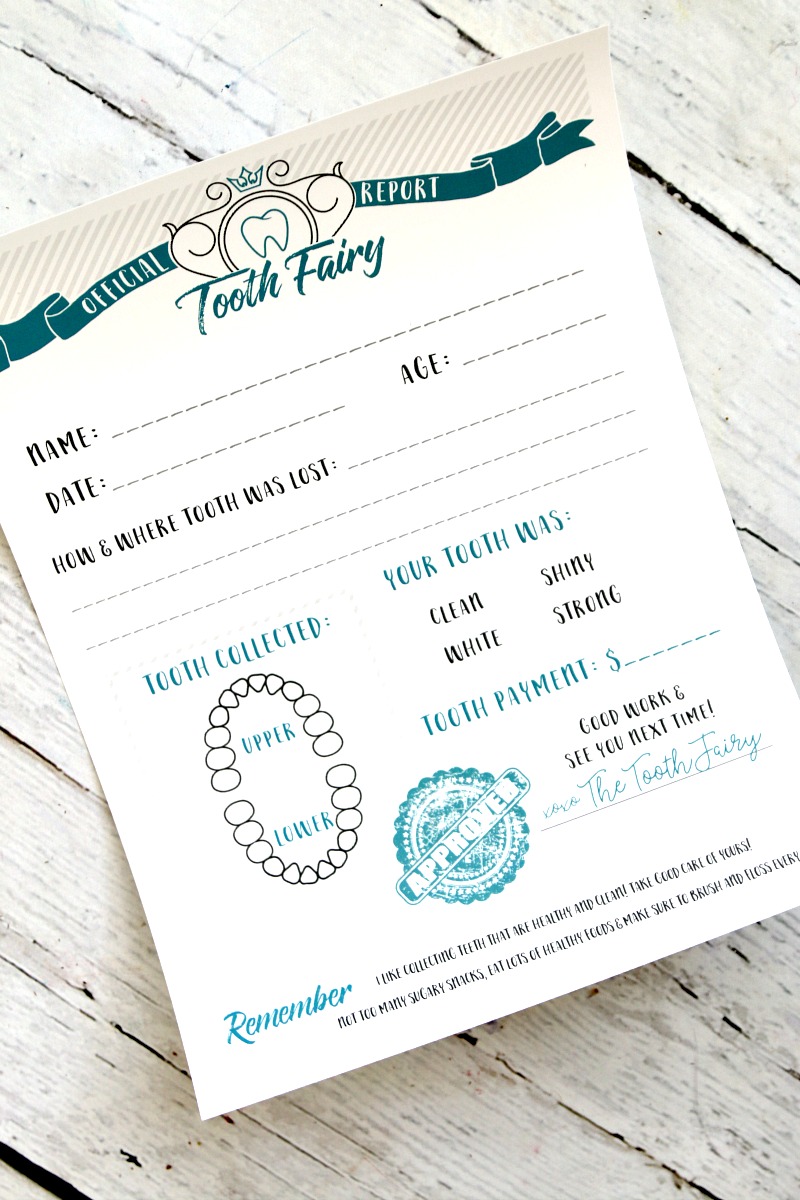 OFFICIAL REPORT
Tooth Fairy
NAME:
DATE: AGE:
HOW & WHERE TOOTH WAS LOST:
YOUR TOOTH WAS:
CLEAN SHINY
WHITE STRONG
TOOTH COLLECTED:
UPPER
LOWER
TOOTH PAYMENT: $
GOOD WORK &
SEE YOU NEXT TIME!
xoxo The Tooth Fairy
APPROVED
Remember
I LIKE COLLECTING TEETH THAT ARE HEALTHY AND CLEAN! TAKE GOOD CARE OF YOURS!
NOT TOO MANY SUGARY SNACKS, EAT LOTS OF HEALTHY FOODS & MAKE SURE TO BRUSH AND FLOSS EVERY